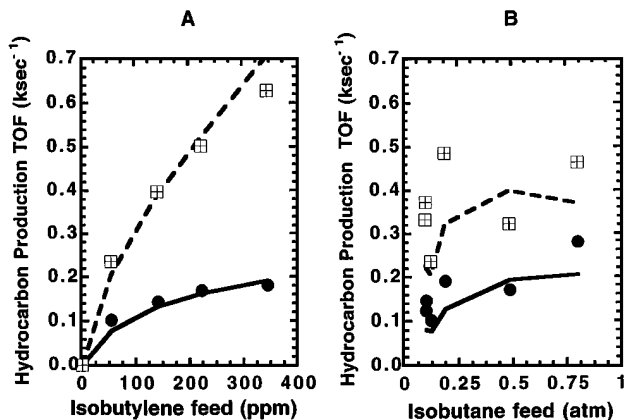 A
B
Hydrocarbon Production TOF (ksec⁻¹)
0.7
0.6
0.5
0.4
0.3
0.2
0.1
0.0
0 100 200 300 400
Isobutylene feed (ppm)
Hydrocarbon Production TOF (ksec⁻¹)
0.7
0.6
0.5
0.4
0.3
0.2
0.1
0.0
0 0.25 0.5 0.75 1
Isobutane feed (atm)